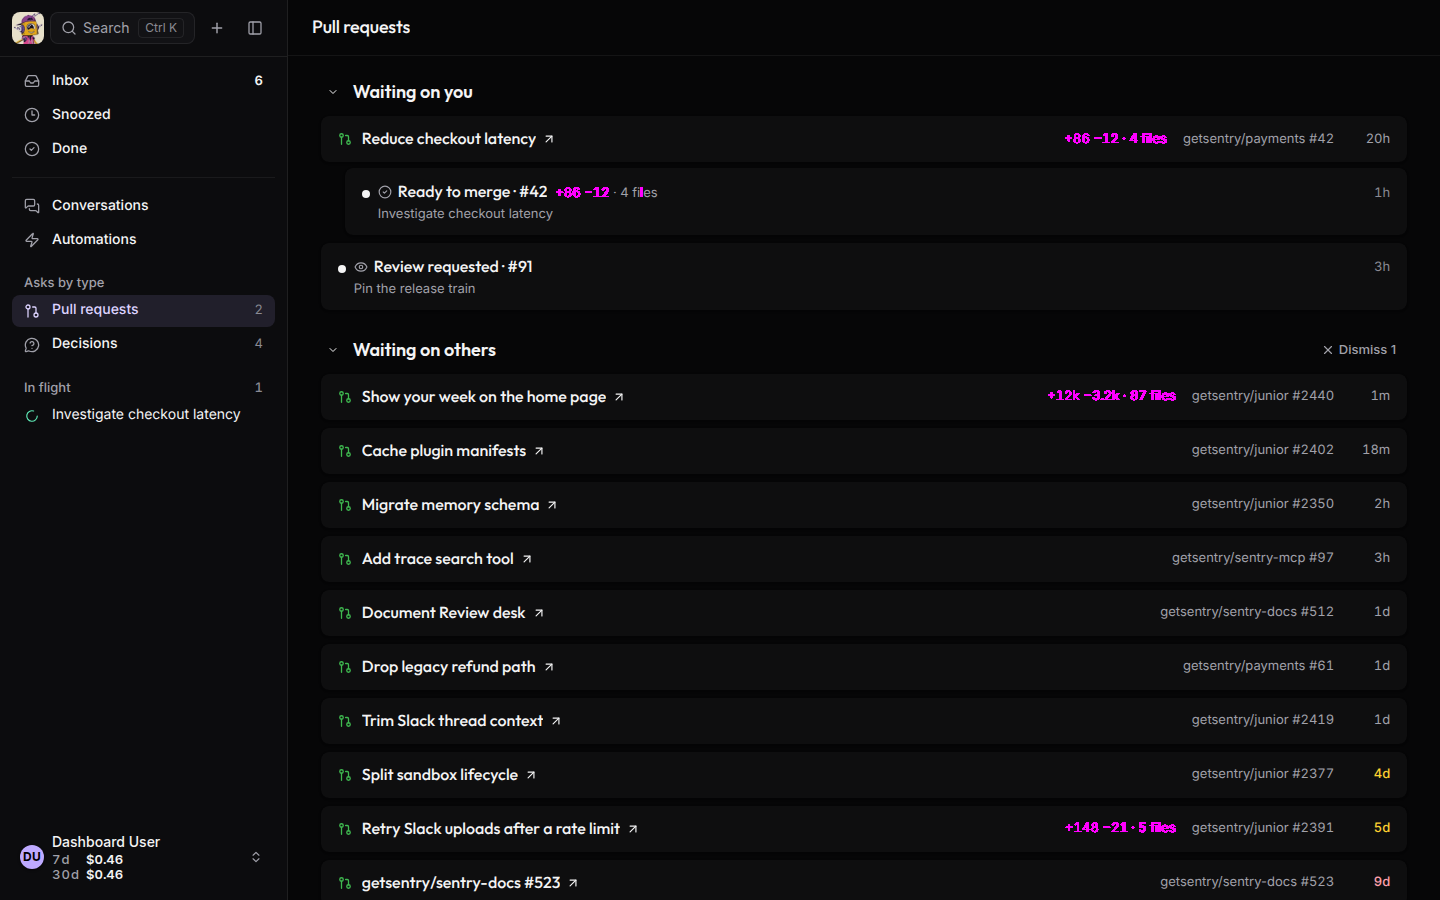 Search Ctrl K
Inbox 6
Snoozed
Done
Conversations
Automations
Asks by type
Pull requests 2
Decisions 4
In flight 1
Investigate checkout latency
DU Dashboard User
7d $0.46
30d $0.46
Pull requests
Waiting on you
Reduce checkout latency +86 −12 · 4 files getsentry/payments #42 20h
Ready to merge · #42 +86 −12 · 4 files 1h
Investigate checkout latency
Review requested · #91 3h
Pin the release train
Waiting on others Dismiss 1
Show your week on the home page +12k −3.2k · 87 files getsentry/junior #2440 1m
Cache plugin manifests getsentry/junior #2402 18m
Migrate memory schema getsentry/junior #2350 2h
Add trace search tool getsentry/sentry-mcp #97 3h
Document Review desk getsentry/sentry-docs #512 1d
Drop legacy refund path getsentry/payments #61 1d
Trim Slack thread context getsentry/junior #2419 1d
Split sandbox lifecycle getsentry/junior #2377 4d
Retry Slack uploads after a rate limit +148 −21 · 5 files getsentry/junior #2391 5d
getsentry/sentry-docs #523 getsentry/sentry-docs #523 9d